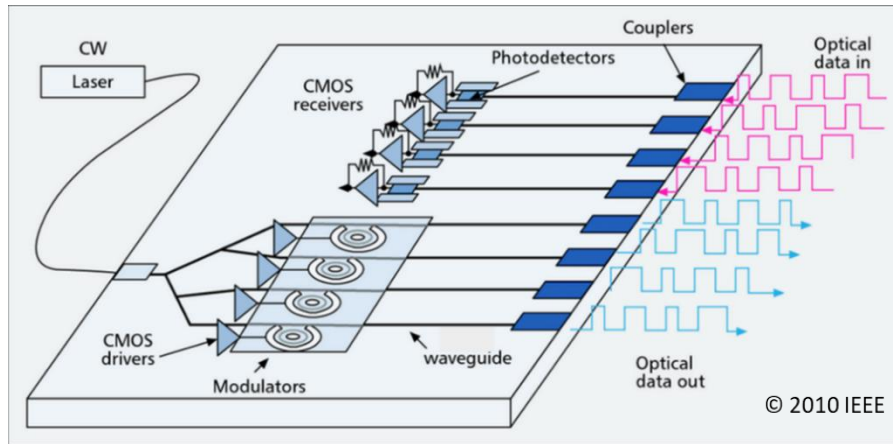 CW
Laser
CMOS
receivers
Photodetectors
Couplers
Optical
data in
CMOS
drivers
Modulators
waveguide
Optical
data out
© 2010 IEEE